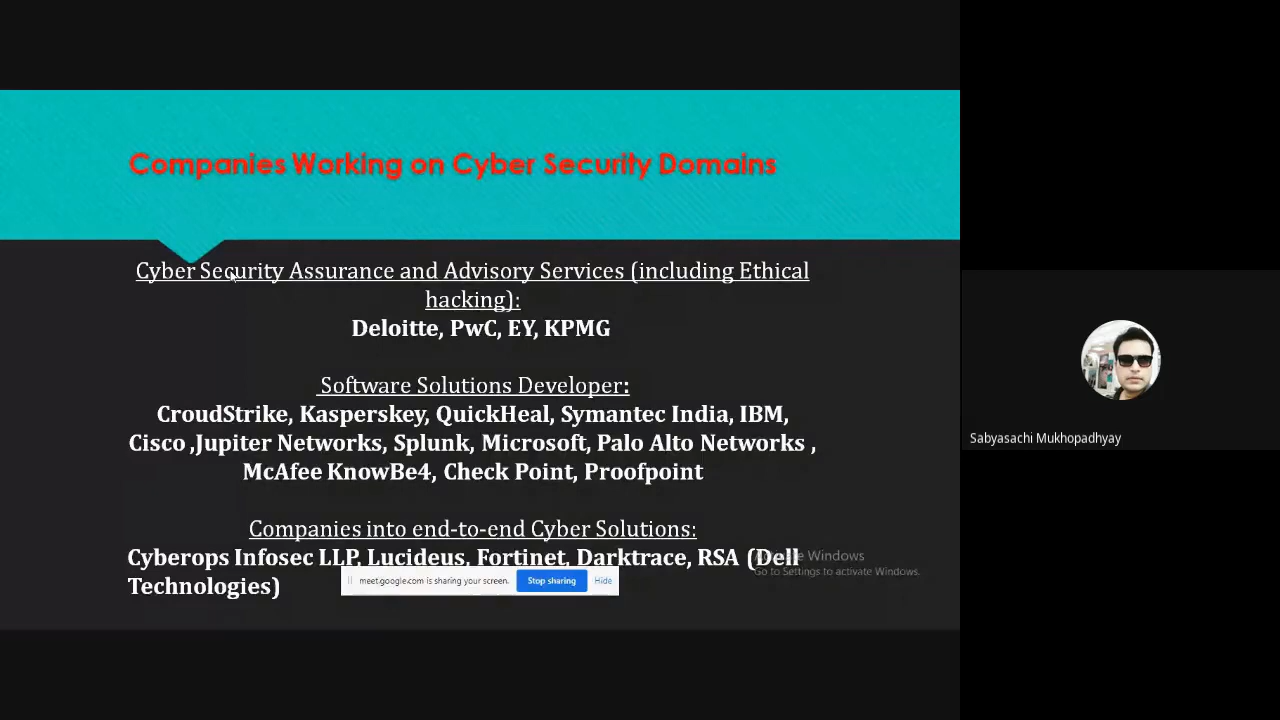 Companies Working on Cyber Security Domains
Cyber Security Assurance and Advisory Services (including Ethical
hacking):
Deloitte, PwC, EY, KPMG
Software Solutions Developer:
CroudStrike, Kaspersky, QuickHeal, Symantec India, IBM,
Cisco ,Jupiter Networks, Splunk, Microsoft, Palo Alto Networks ,
McAfee KnowBe4, Check Point, Proofpoint
Companies into end-to-end Cyber Solutions:
Cyberops Infosec LLP, Lucideus, Fortinet, Darktrace, RSA (Dell
Technologies)
Activate Windows
Go to Settings to activate Windows.
meet.google.com is sharing your screen. Stop sharing Hide
Sabyasachi Mukhopadhyay